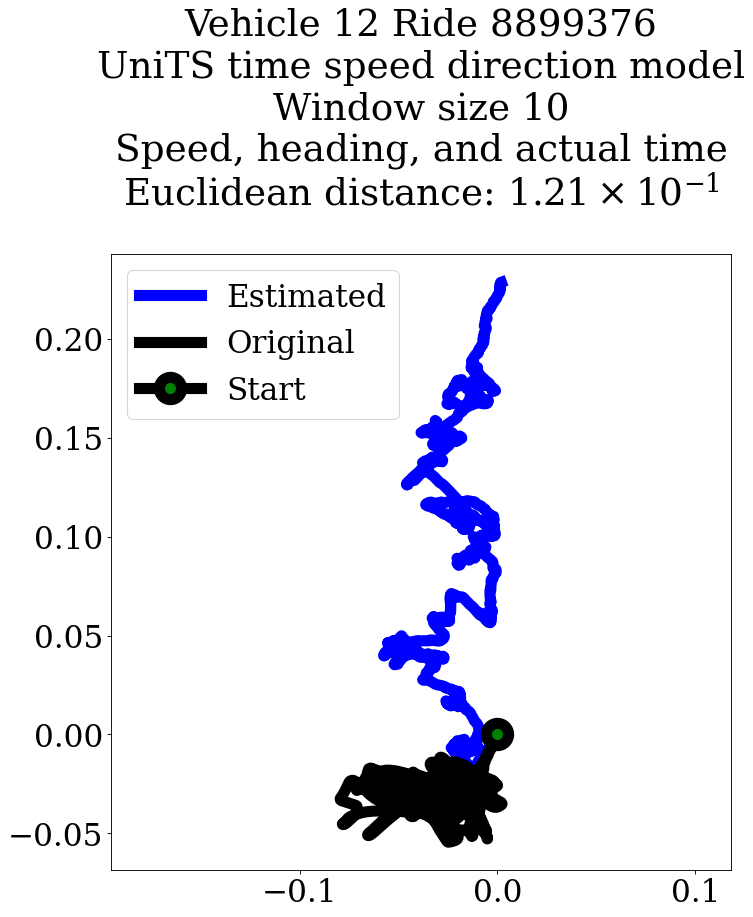 Vehicle 12 Ride 8899376
UniTS time speed direction model
Window size 10
Speed, heading, and actual time
Euclidean distance: 1.21 × 10⁻¹
Estimated
Original
Start
0.20
0.15
0.10
0.05
0.00
−0.05
−0.1
0.0
0.1